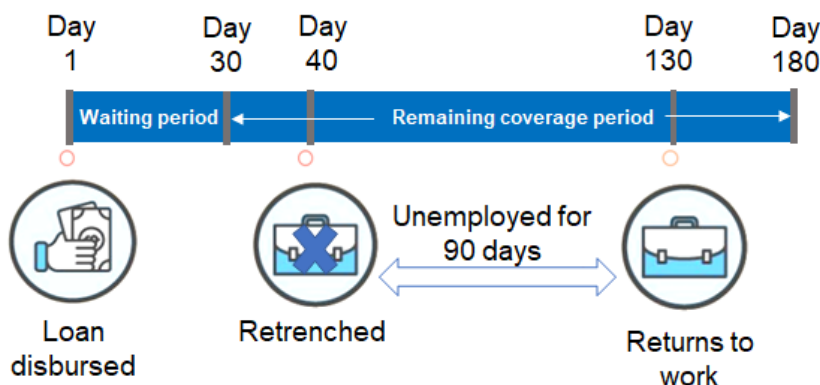 Day
1
Day
30
Day
40
Day
130
Day
180
Waiting period
Remaining coverage period
Loan
disbursed
Retrenched
Unemployed for
90 days
Returns to
work